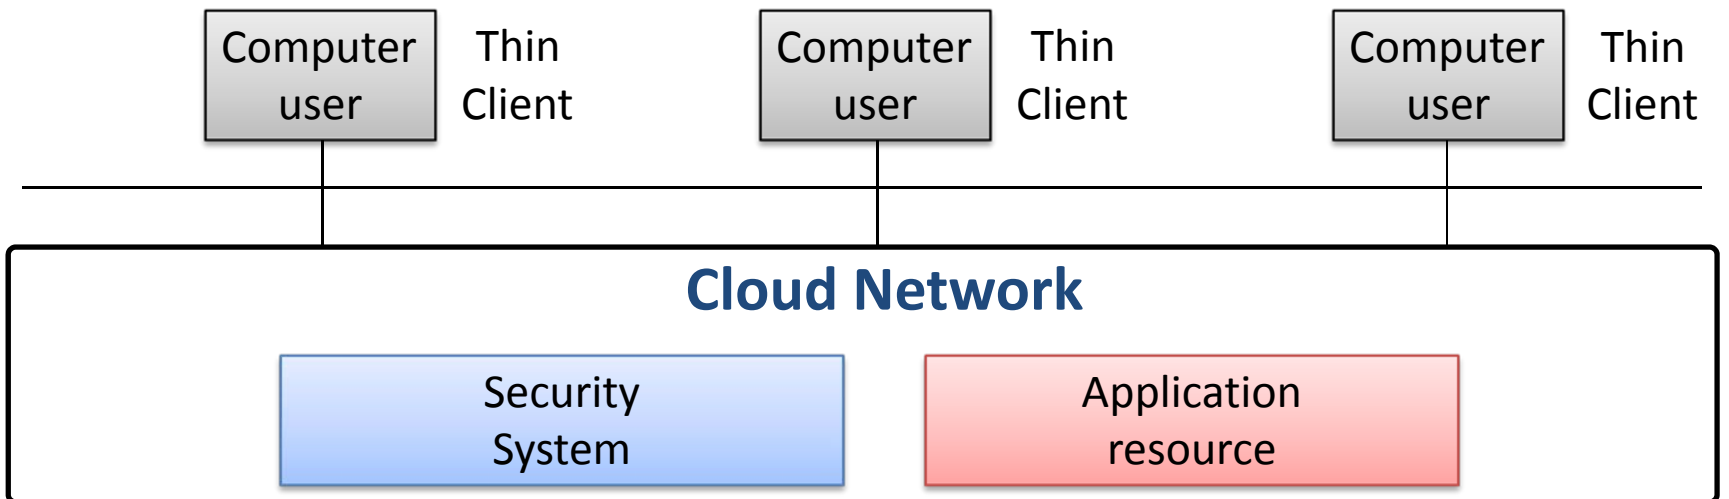 Computer
user
Thin
Client
Computer
user
Thin
Client
Computer
user
Thin
Client
Cloud Network
Security
System
Application
resource